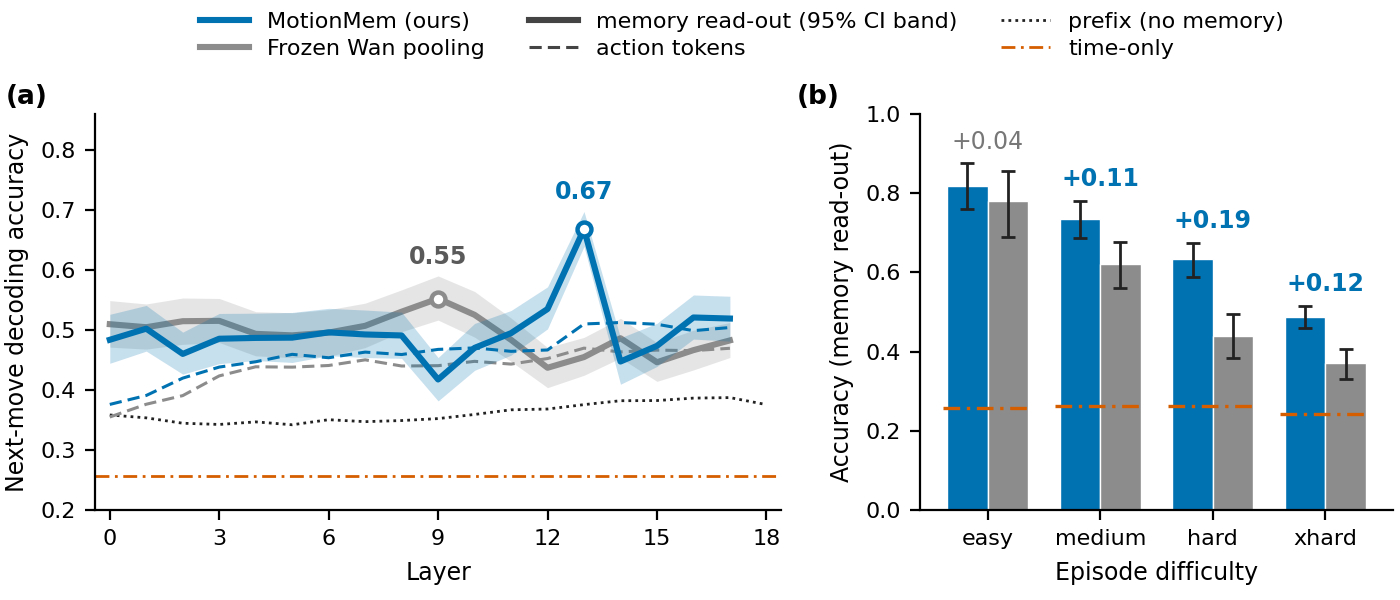 MotionMem (ours)
Frozen Wan pooling
memory read-out (95% CI band)
action tokens
prefix (no memory)
time-only
(a)
Next-move decoding accuracy
0.8
0.7
0.6
0.5
0.4
0.3
0.2
0.55
0.67
0
3
6
9
12
15
18
Layer
(b)
Accuracy (memory read-out)
1.0
0.8
0.6
0.4
0.2
0.0
+0.04
+0.11
+0.19
+0.12
easy
medium
hard
xhard
Episode difficulty